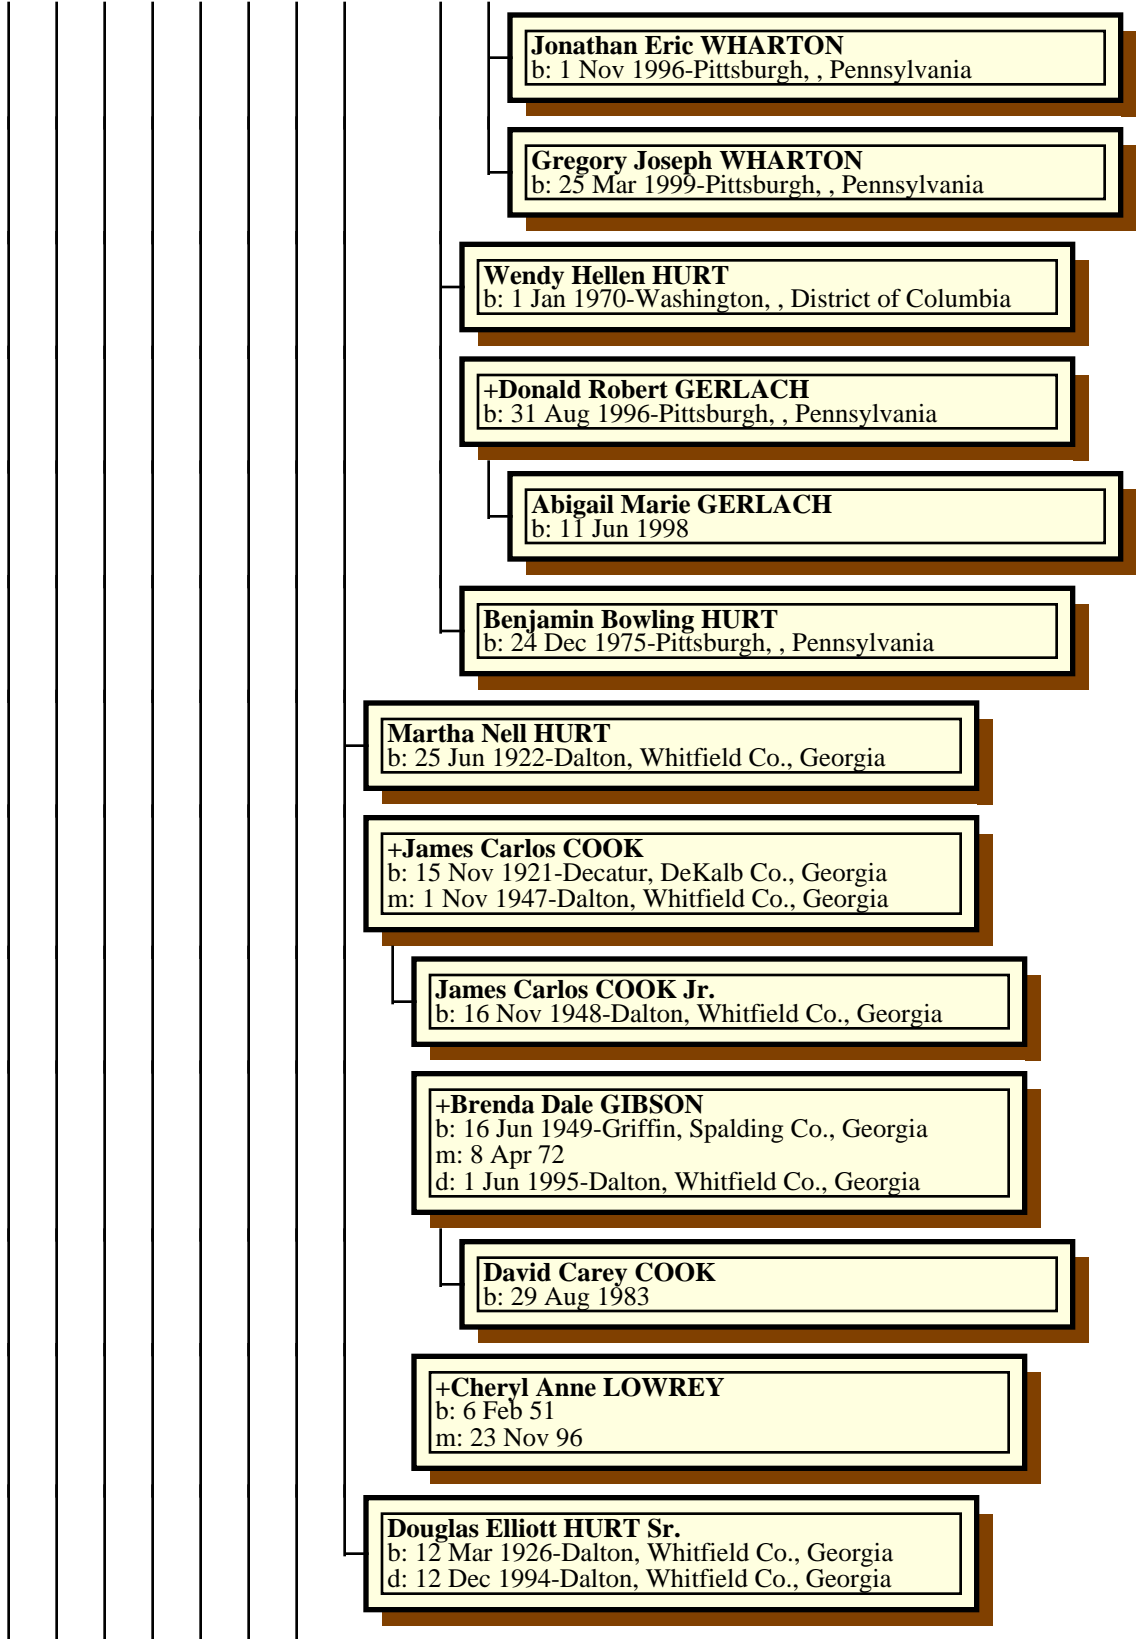 Jonathan Eric WHARTON
b: 1 Nov 1996-Pittsburgh, , Pennsylvania
Gregory Joseph WHARTON
b: 25 Mar 1999-Pittsburgh, , Pennsylvania
Wendy Hellen HURT
b: 1 Jan 1970-Washington, , District of Columbia
+Donald Robert GERLACH
b: 31 Aug 1996-Pittsburgh, , Pennsylvania
Abigail Marie GERLACH
b: 11 Jun 1998
Benjamin Bowling HURT
b: 24 Dec 1975-Pittsburgh, , Pennsylvania
Martha Nell HURT
b: 25 Jun 1922-Dalton, Whitfield Co., Georgia
+James Carlos COOK
b: 15 Nov 1921-Decatur, DeKalb Co., Georgia
m: 1 Nov 1947-Dalton, Whitfield Co., Georgia
James Carlos COOK Jr.
b: 16 Nov 1948-Dalton, Whitfield Co., Georgia
+Brenda Dale GIBSON
b: 16 Jun 1949-Griffin, Spalding Co., Georgia
m: 8 Apr 72
d: 1 Jun 1995-Dalton, Whitfield Co., Georgia
David Carey COOK
b: 29 Aug 1983
+Cheryl Anne LOWREY
b: 6 Feb 51
m: 23 Nov 96
Douglas Elliott HURT Sr.
b: 12 Mar 1926-Dalton, Whitfield Co., Georgia
d: 12 Dec 1994-Dalton, Whitfield Co., Georgia